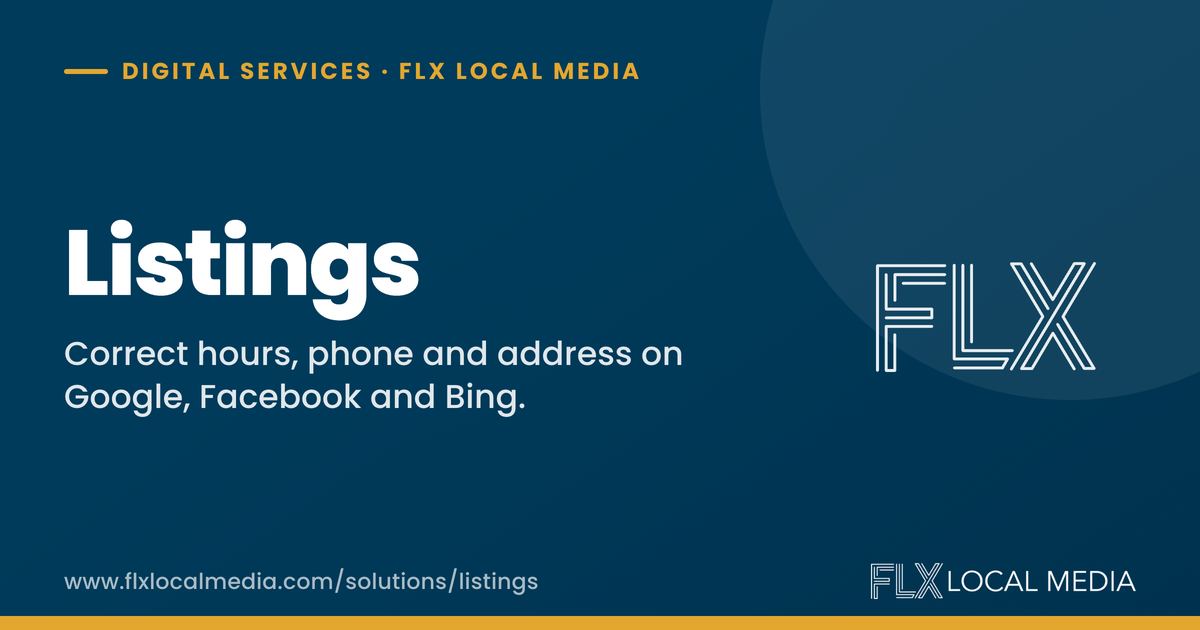 DIGITAL SERVICES · FLX LOCAL MEDIA
Listings
Correct hours, phone and address on
Google, Facebook and Bing.
FLX
www.flxlocalmedia.com/solutions/listings
FLX LOCAL MEDIA